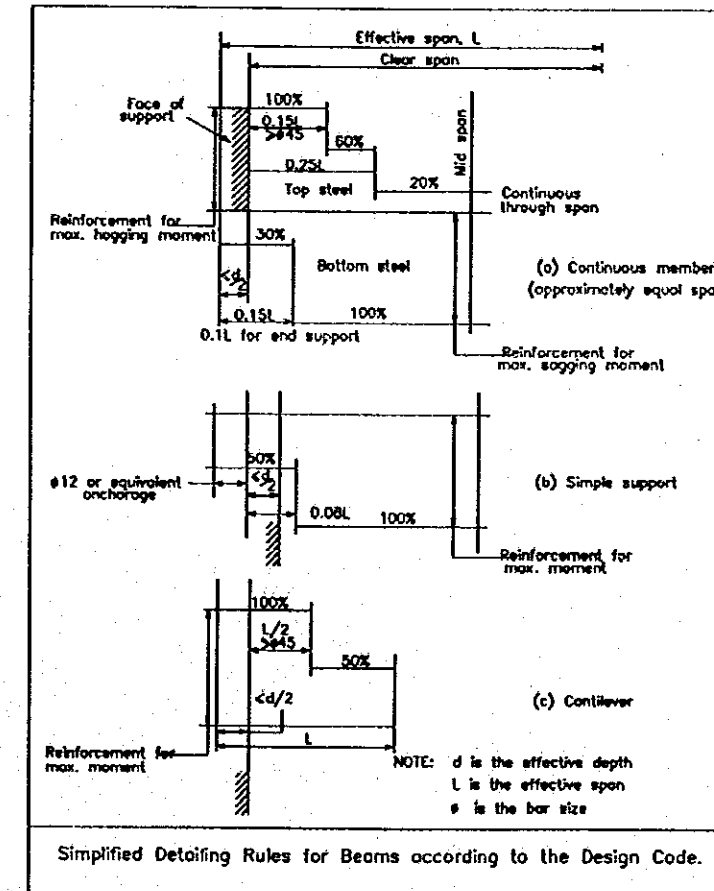 Effective span, L
Clear span
Face of
support
100%
0.15L
>ø45
60%
Mid span
0.25L
Top steel
20%
Continuous
through span
Reinforcement for
max. hogging moment
30%
Bottom steel
(a) Continuous member
(approximately equal spa
<d/2
0.15L
100%
0.1L for end support
Reinforcement for
max. sagging moment
50%
<d/2
ø12 or equivalent
anchorage
(b) Simple support
0.08L
100%
Reinforcement for
max. moment
100%
L/2
>ø45
50%
<d/2
(c) Cantilever
L
Reinforcement for
max. moment
NOTE: d is the effective depth
L is the effective span
ø is the bar size
Simplified Detailing Rules for Beams according to the Design Code.